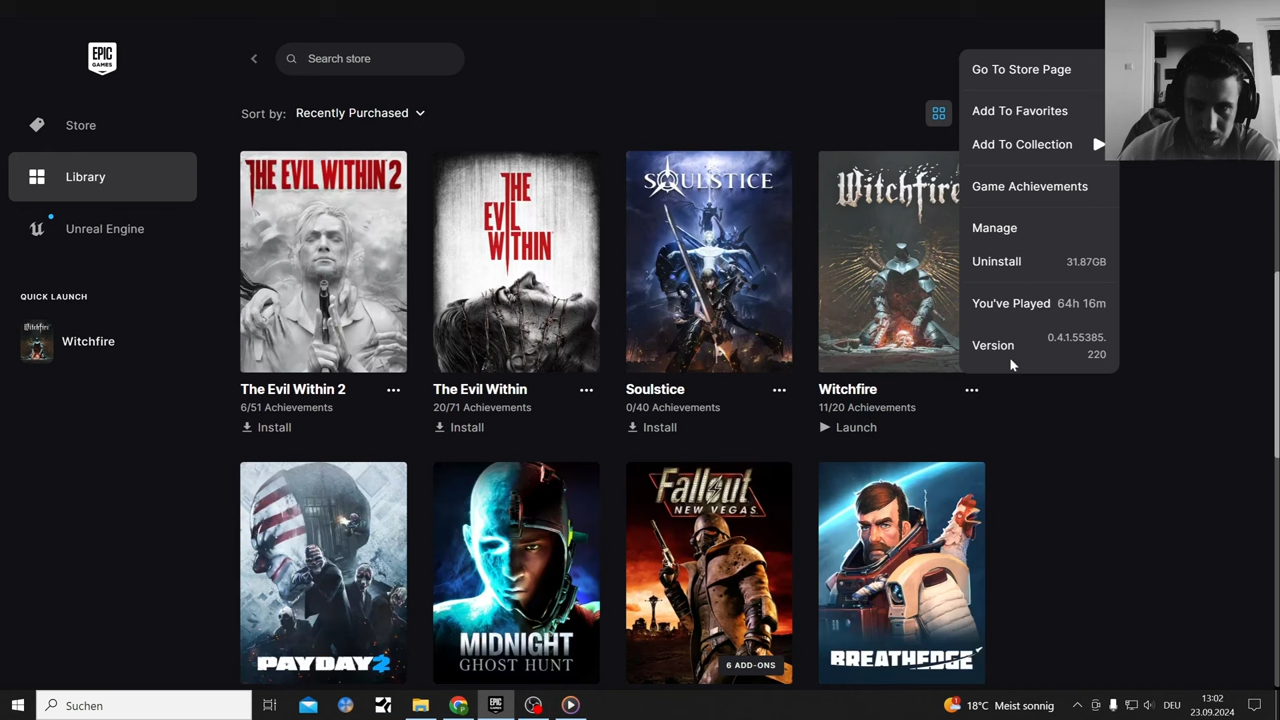 EPIC
GAMES
Search store
Store
Library
Unreal Engine
QUICK LAUNCH
Witchfire
Witchfire
Sort by: Recently Purchased
THE EVIL WITHIN 2
THE
EVIL
WITHIN
SOULSTICE
Witchfire
Go To Store Page
Add To Favorites
Add To Collection
Game Achievements
Manage
Uninstall 31.87GB
You've Played 64h 16m
Version 0.4.1.55385.
220
The Evil Within 2
6/51 Achievements
Install
The Evil Within
20/71 Achievements
Install
Soulstice
0/40 Achievements
Install
Witchfire
11/20 Achievements
Launch
PAYDAY 2
MIDNIGHT
GHOST HUNT
Fallout
NEW VEGAS
6 ADD-ONS
BREATHEDGE
Suchen
EPIC
1
18°C Meist sonnig
DEU
13:02
23.09.2024